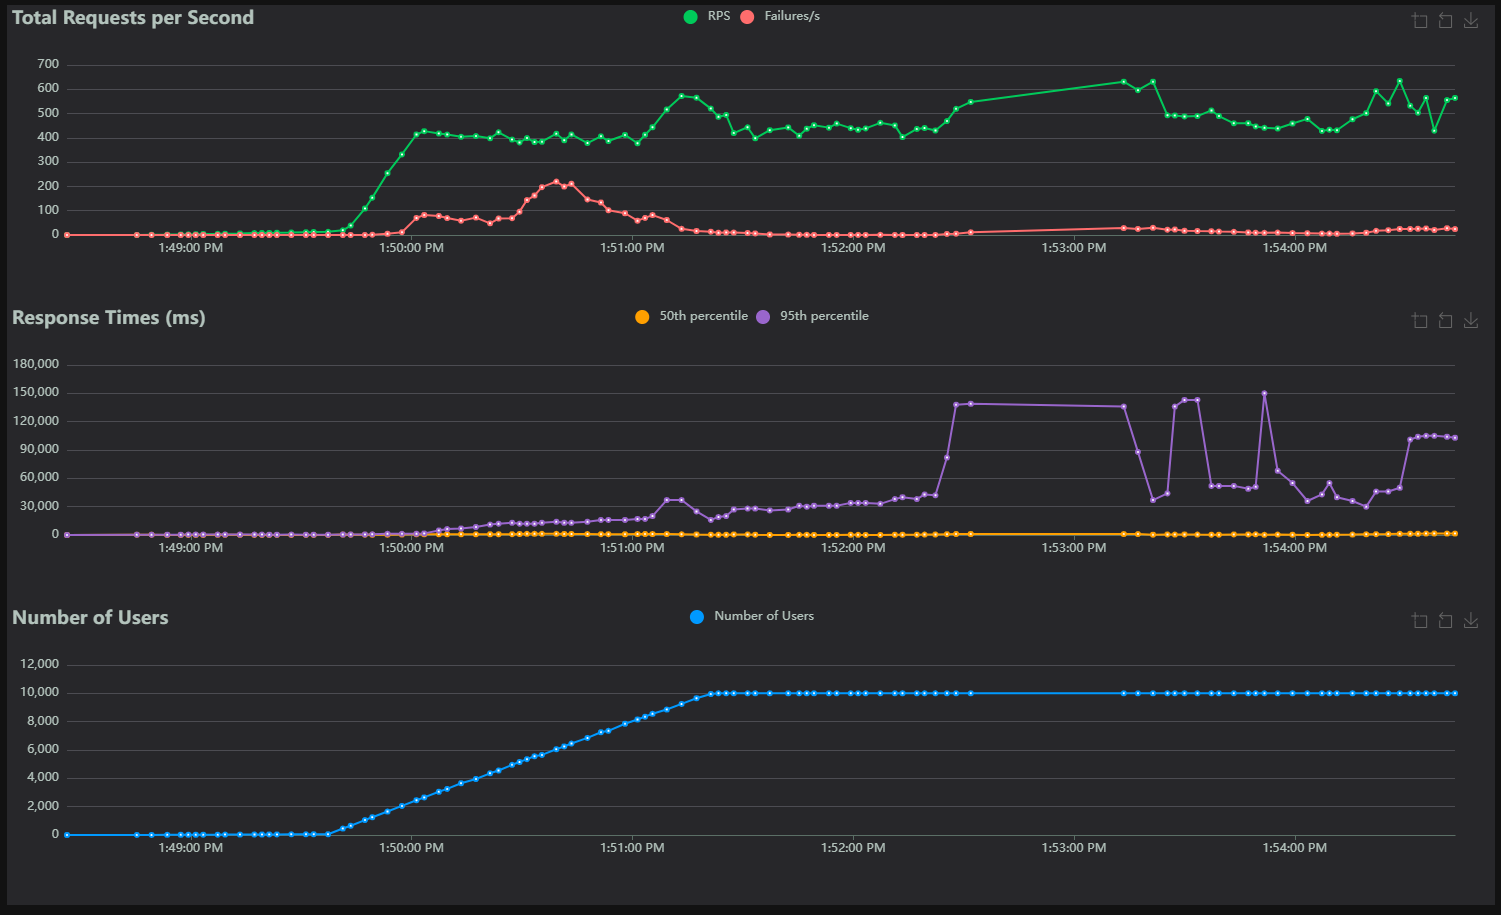 Total Requests per Second
RPS Failures/s
700
600
500
400
300
200
100
0
1:49:00 PM 1:50:00 PM 1:51:00 PM 1:52:00 PM 1:53:00 PM 1:54:00 PM
Response Times (ms)
50th percentile 95th percentile
180,000
150,000
120,000
90,000
60,000
30,000
0
1:49:00 PM 1:50:00 PM 1:51:00 PM 1:52:00 PM 1:53:00 PM 1:54:00 PM
Number of Users
Number of Users
12,000
10,000
8,000
6,000
4,000
2,000
0
1:49:00 PM 1:50:00 PM 1:51:00 PM 1:52:00 PM 1:53:00 PM 1:54:00 PM